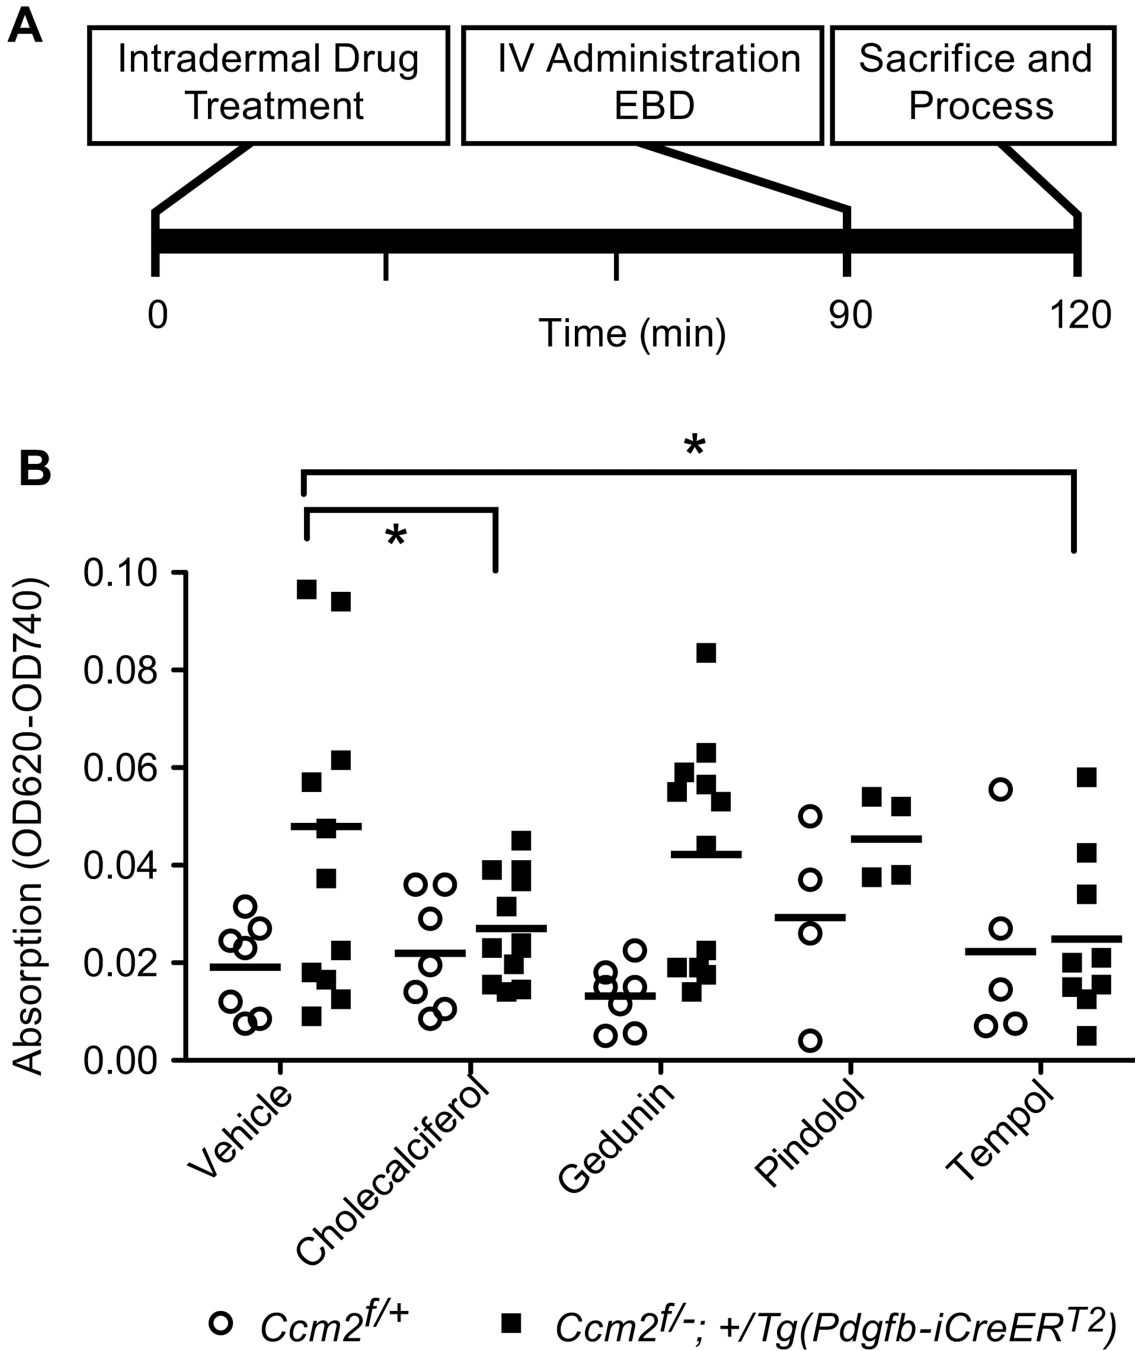 A
Intradermal Drug
Treatment
IV Administration
EBD
Sacrifice and
Process
0
90
120
Time (min)
B
*
*
Absorption (OD620-OD740)
0.10
0.08
0.06
0.04
0.02
0.00
Vehicle
Cholecalciferol
Gedunin
Pindolol
Tempol
Ccm2f/+
Ccm2f/-; +/Tg(Pdgfb-iCreERT2)